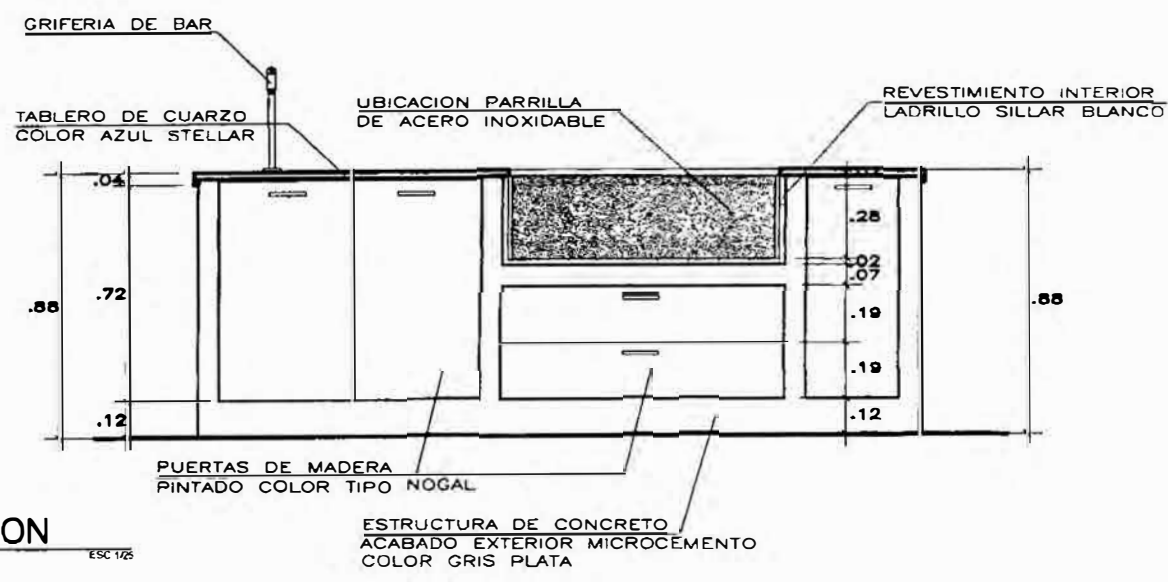 GRIFERIA DE BAR
TABLERO DE CUARZO
COLOR AZUL STELLAR
UBICACION PARRILLA
DE ACERO INOXIDABLE
REVESTIMIENTO INTERIOR
LADRILLO SILLAR BLANCO
.04
.72
.88
.12
.28
.02
.07
.19
.19
.12
.88
PUERTAS DE MADERA
PINTADO COLOR TIPO NOGAL
ESTRUCTURA DE CONCRETO
ACABADO EXTERIOR MICROCEMENTO
COLOR GRIS PLATA
ON
ESC 1/25